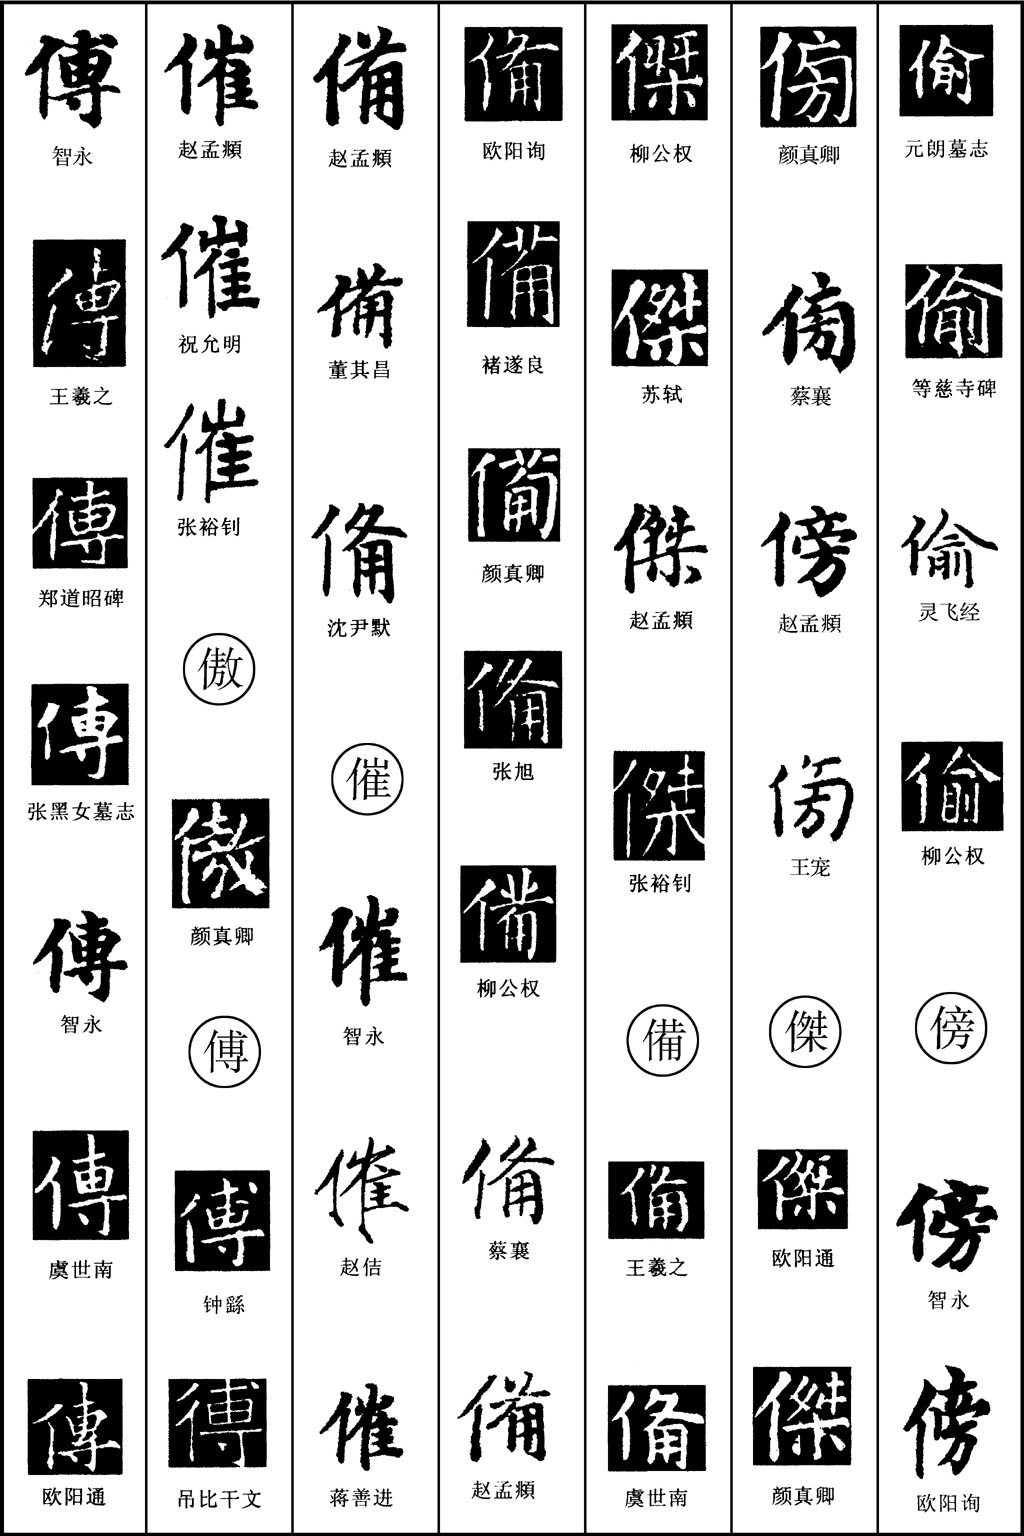 偷
元朗墓志
偷
等慈寺碑
偷
灵飞经
偷
柳公权
傍
傍
智永
傍
欧阳询
傍
颜真卿
傍
蔡襄
傍
赵孟頫
傍
王宠
傑
傑
欧阳通
傑
颜真卿
傑
柳公权
傑
苏轼
傑
赵孟頫
傑
张裕钊
備
備
王羲之
備
虞世南
備
欧阳询
備
褚遂良
備
颜真卿
備
张旭
備
柳公权
備
蔡襄
備
赵孟頫
備
赵孟頫
備
董其昌
備
沈尹默
催
催
智永
催
赵佶
催
蒋善进
催
赵孟頫
催
祝允明
催
张裕钊
傲
傲
颜真卿
傅
傅
钟繇
傅
吊比干文
傅
智永
傅
王羲之
傅
郑道昭碑
傅
张黑女墓志
傅
智永
傅
虞世南
傅
欧阳通